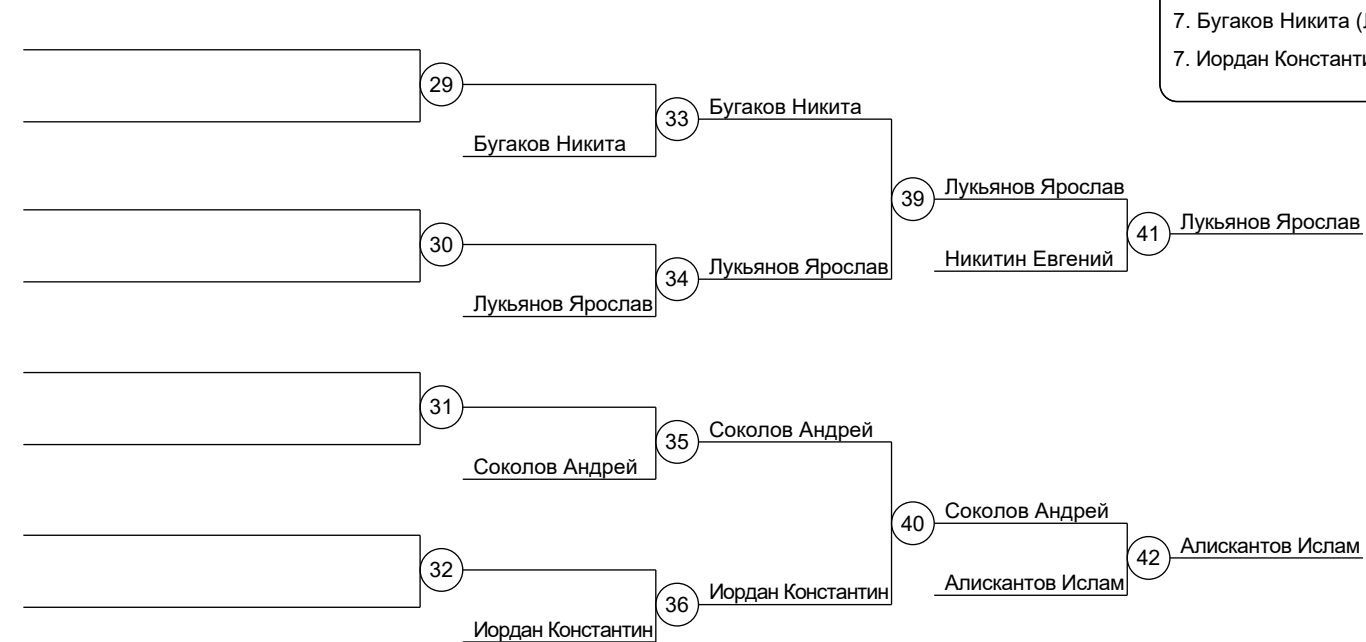 7. Бугаков Никита (
7. Иордан Констант
29
Бугаков Никита
33
Бугаков Никита
30
Лукьянов Ярослав
34
Лукьянов Ярослав
39
Лукьянов Ярослав
Никитин Евгений
41
Лукьянов Ярослав
31
Соколов Андрей
35
Соколов Андрей
32
Иордан Константин
36
Иордан Константин
40
Соколов Андрей
Алискантов Ислам
42
Алискантов Ислам